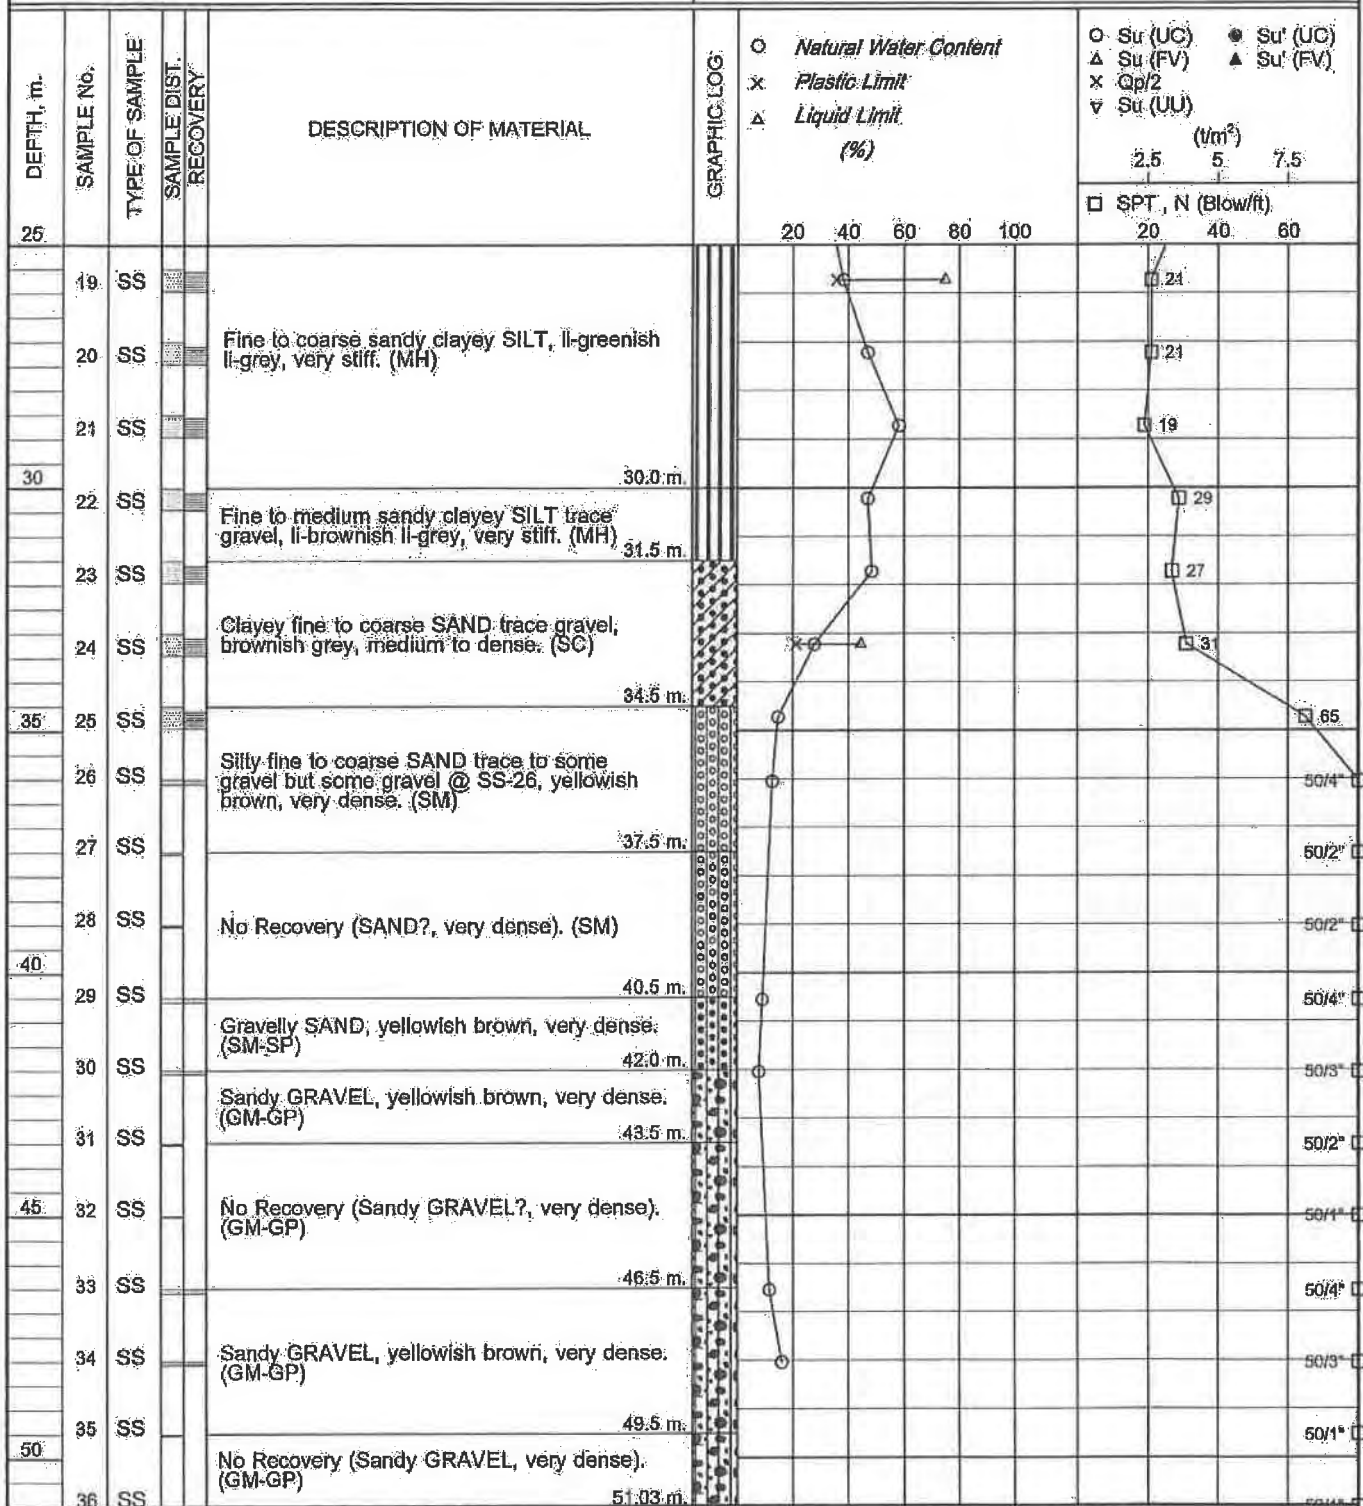 DEPTH, m.
SAMPLE No.
TYPE OF SAMPLE
SAMPLE DIST.
RECOVERY
DESCRIPTION OF MATERIAL
GRAPHIC LOG
○ Natural Water Content
× Plastic Limit
△ Liquid Limit
(%)
20 40 60 80 100
○ Su (UC) ● Su' (UC)
△ Su (FV) ▲ Su' (FV)
× Qp/2
▽ Su (UU)
(t/m²)
2.5 5 7.5
□ SPT, N (Blow/ft)
20 40 60
25
19 SS 21
Fine to coarse sandy clayey SILT, li-greenish
li-grey, very stiff. (MH)
20 SS 21
21 SS 19
30.0 m.
30
22 SS 29
Fine to medium sandy clayey SILT trace
gravel, li-brownish li-grey, very stiff. (MH)
31.5 m.
23 SS 27
Clayey fine to coarse SAND trace gravel,
brownish grey, medium to dense. (SC)
24 SS 31
34.5 m.
35 25 SS 65
Silty fine to coarse SAND trace to some
gravel but some gravel @ SS-26, yellowish
brown, very dense. (SM)
26 SS 50/4"
37.5 m.
27 SS 50/2"
28 SS No Recovery (SAND?, very dense). (SM) 50/2"
40
40.5 m.
29 SS 50/4"
Gravelly SAND, yellowish brown, very dense.
(SM-SP)
42.0 m.
30 SS 50/3"
Sandy GRAVEL, yellowish brown, very dense.
(GM-GP)
43.5 m.
31 SS 50/2"
45 32 SS No Recovery (Sandy GRAVEL?, very dense). 50/1"
(GM-GP)
46.5 m.
33 SS 50/4"
34 SS Sandy GRAVEL, yellowish brown, very dense. 50/3"
(GM-GP)
49.5 m.
35 SS 50/1"
50
No Recovery (Sandy GRAVEL, very dense).
(GM-GP)
51.03 m.
36 SS